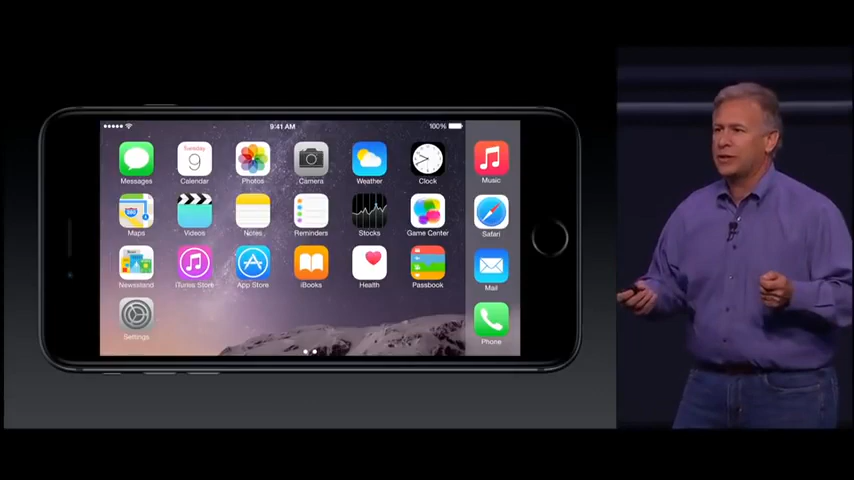 9:41 AM 100%
Tuesday
9
Messages Calendar Photos Camera Weather Clock Music
280
Maps Videos Notes Reminders Stocks Game Center Safari
Newsstand iTunes Store App Store iBooks Health Passbook Mail
Settings Phone